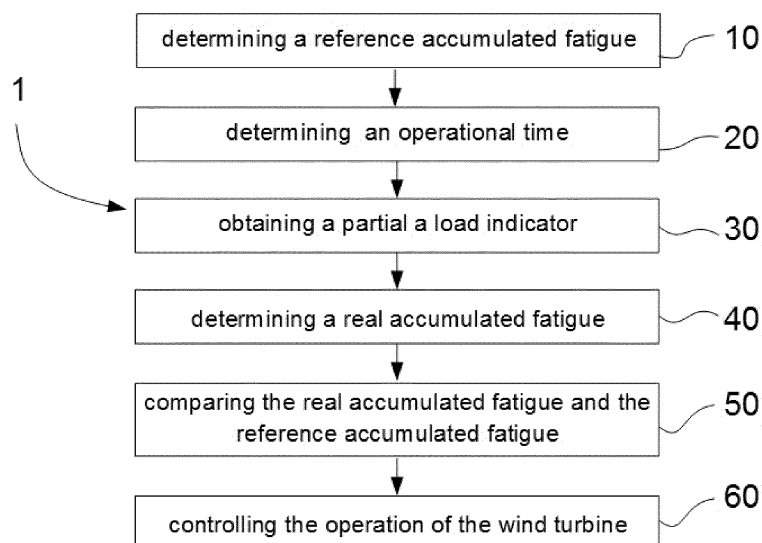 determining a reference accumulated fatigue
10
1
determining an operational time
20
obtaining a partial a load indicator
30
determining a real accumulated fatigue
40
comparing the real accumulated fatigue and the
reference accumulated fatigue
50
controlling the operation of the wind turbine
60